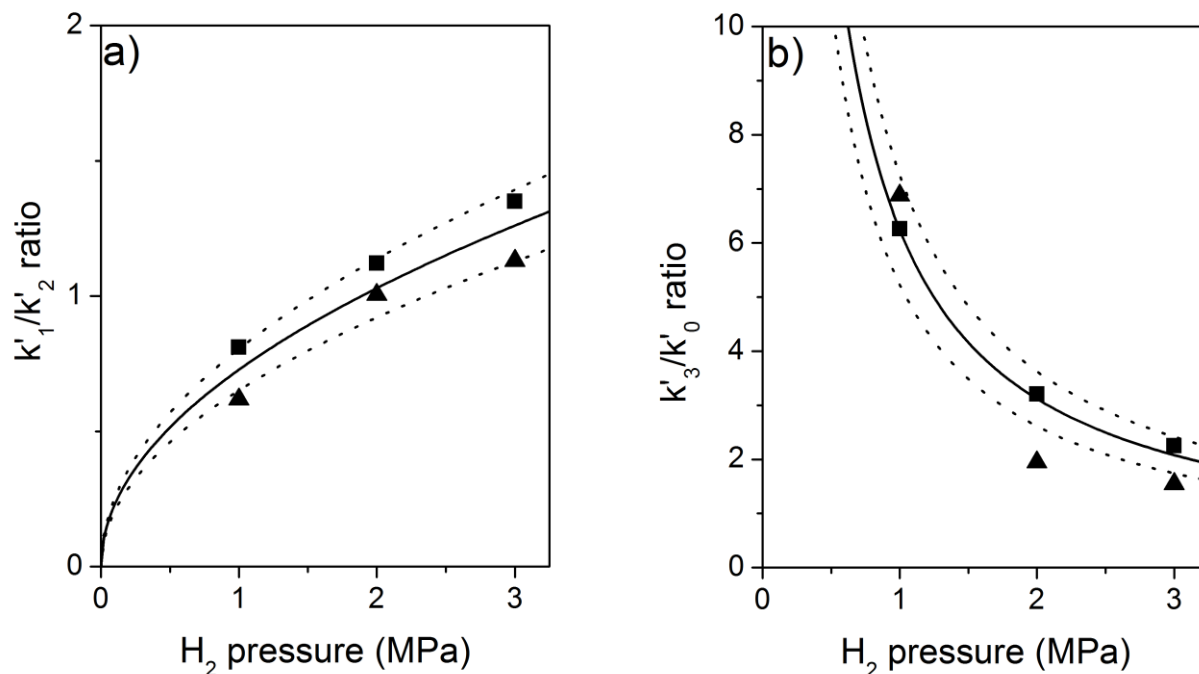 a)
2
1
0
k'₁/k'₂ ratio
0 1 2 3
H₂ pressure (MPa)
b)
10
8
6
4
2
0
k'₃/k'₀ ratio
0 1 2 3
H₂ pressure (MPa)